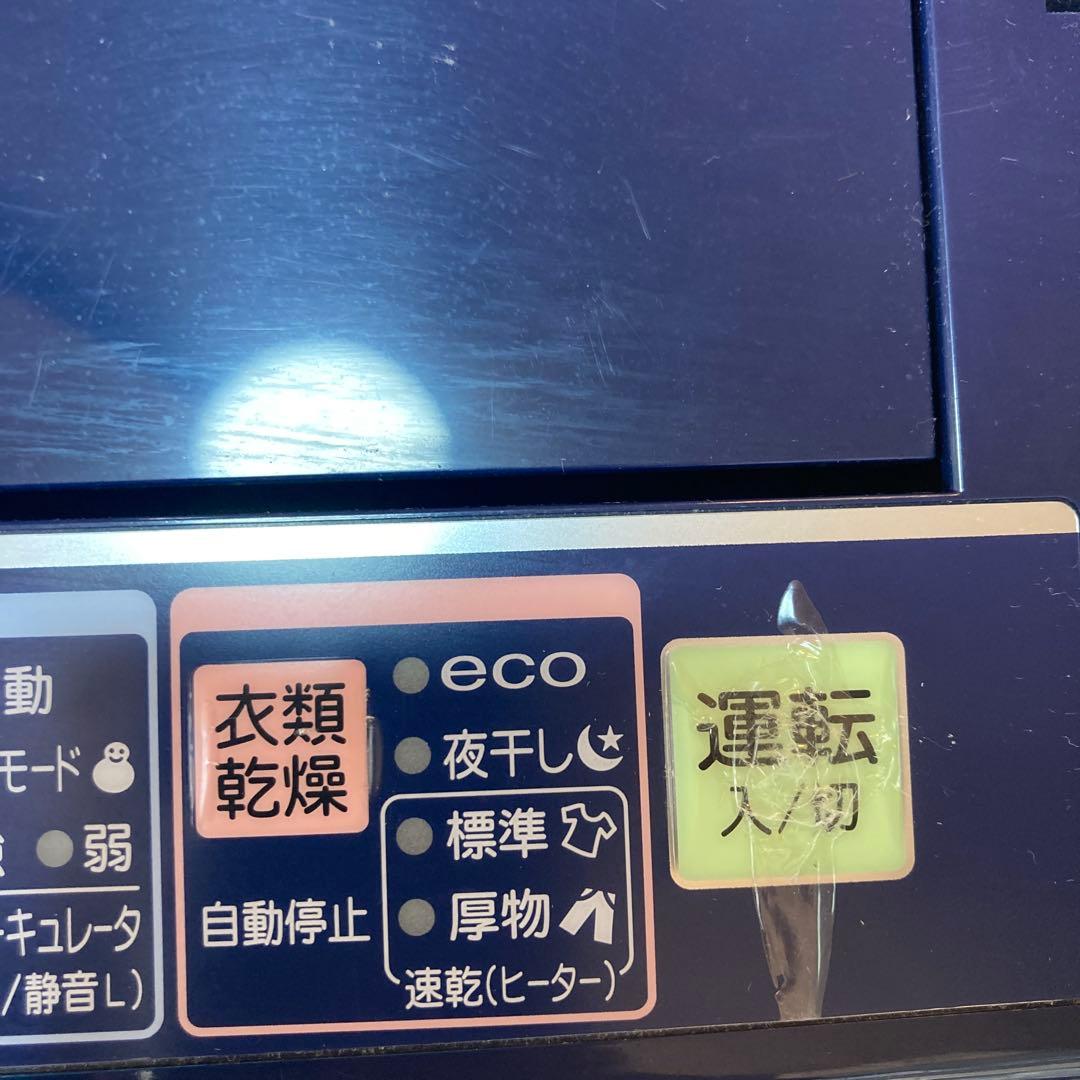 動
モード
弱
キュレータ
/静音L)
衣類
乾燥
自動停止
eco
夜干し
標準
厚物
速乾(ヒーター)
運転
入/切